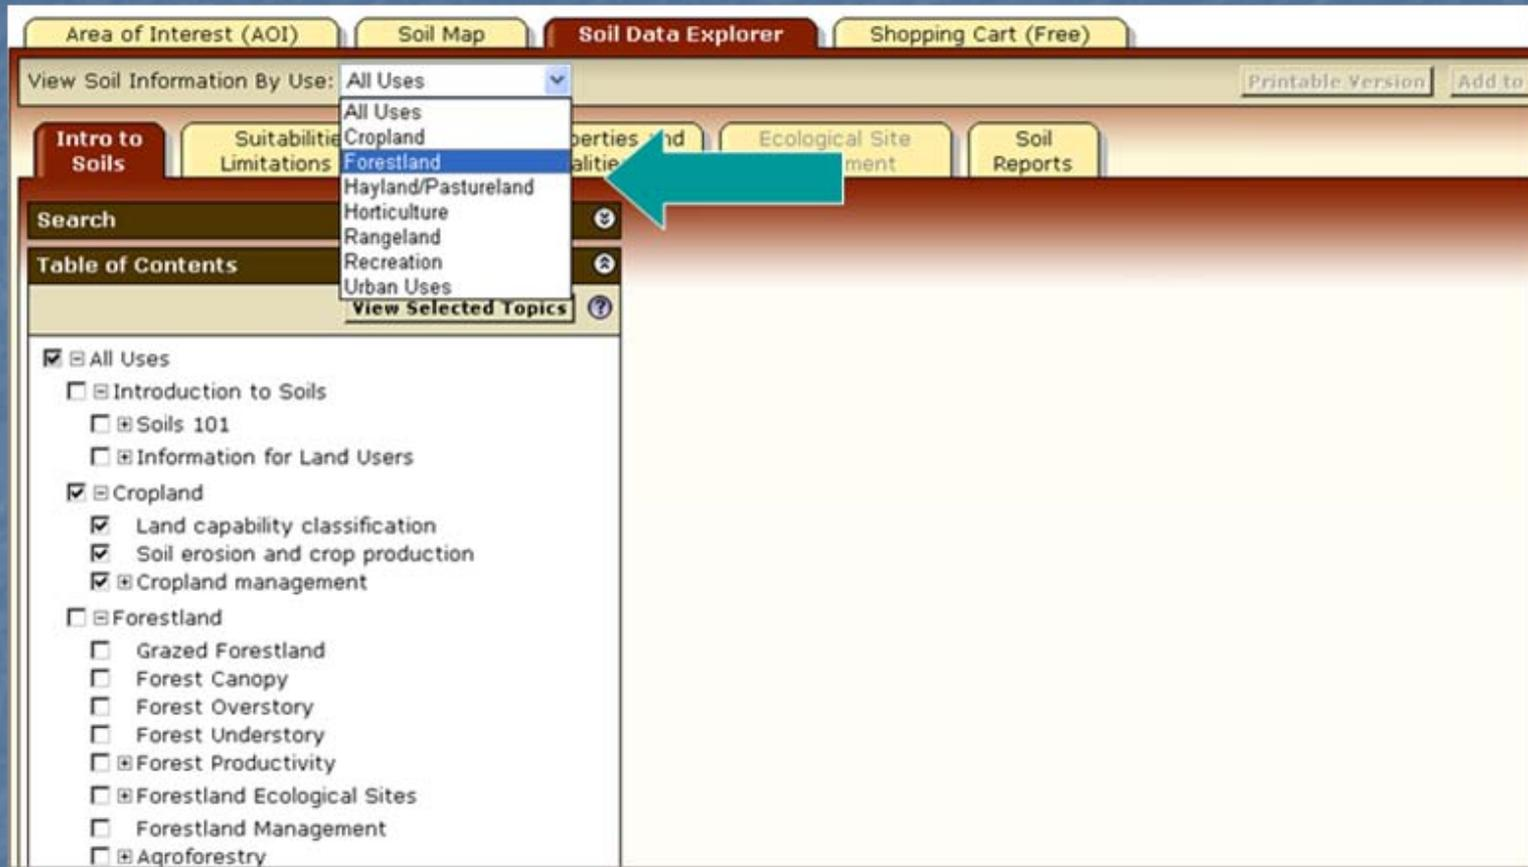 Area of Interest (AOI) Soil Map Soil Data Explorer Shopping Cart (Free)
View Soil Information By Use: All Uses Printable Version Add to
All Uses
Cropland
Forestland
Hayland/Pastureland
Horticulture
Rangeland
Recreation
Urban Uses
Intro to Soils
Limitations
Ecological Site
Soil Reports
Search
Table of Contents
View Selected Topics
All Uses
Introduction to Soils
Soils 101
Information for Land Users
Cropland
Land capability classification
Soil erosion and crop production
Cropland management
Forestland
Grazed Forestland
Forest Canopy
Forest Overstory
Forest Understory
Forest Productivity
Forestland Ecological Sites
Forestland Management
Agroforestry